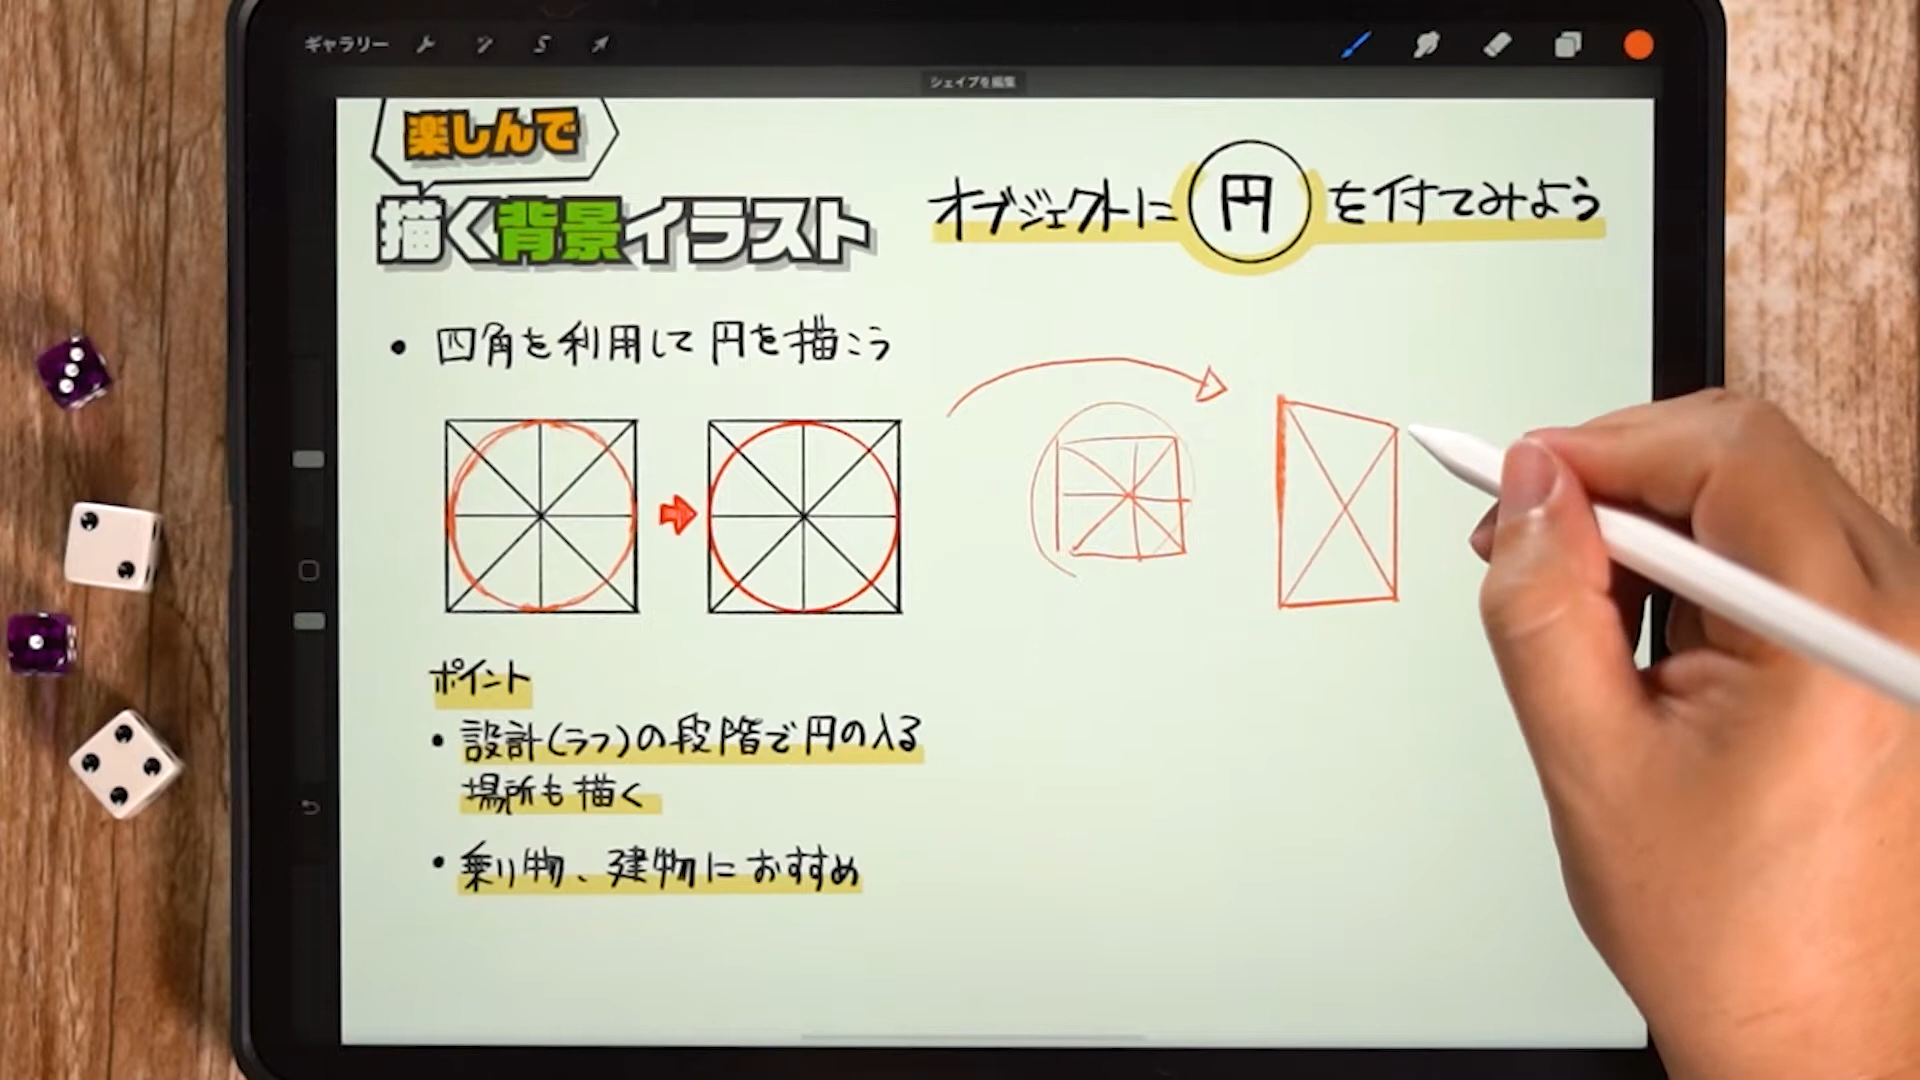 ギャラリー
シェイプを編集
楽しんで
描く背景イラスト
オブジェクトに円を付てみよう
• 四角を利用して円を描こう
ポイント
• 設計(ラフ)の段階で円の入る
場所も描く
• 乗り物、建物におすすめ